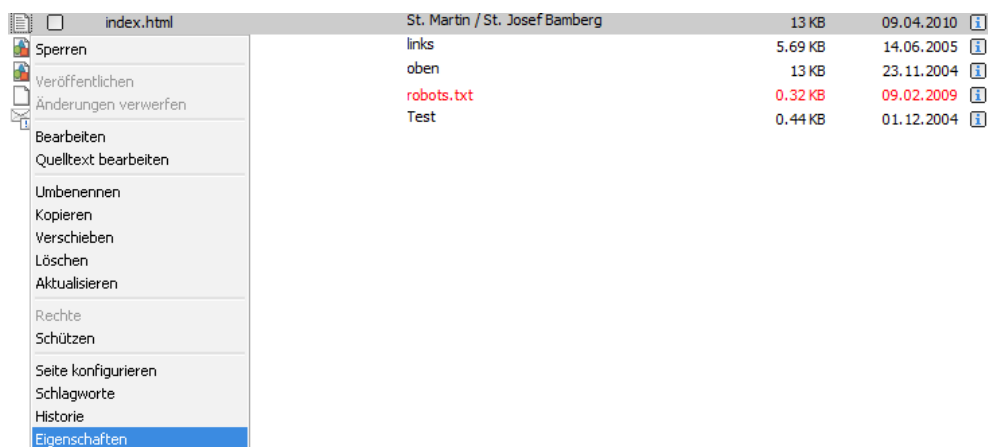 index.html St. Martin / St. Josef Bamberg 13 KB 09.04.2010
Sperren
links 5.69 KB 14.06.2005
oben 13 KB 23.11.2004
Veröffentlichen
robots.txt 0.32 KB 09.02.2009
Änderungen verwerfen
Test 0.44 KB 01.12.2004
Bearbeiten
Quelltext bearbeiten
Umbenennen
Kopieren
Verschieben
Löschen
Aktualisieren
Rechte
Schützen
Seite konfigurieren
Schlagworte
Historie
Eigenschaften